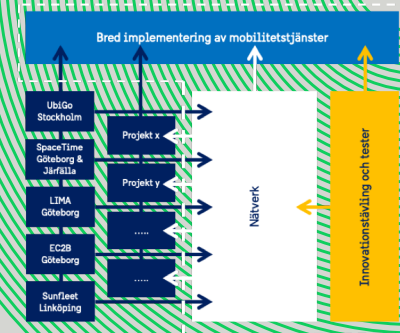 Bred implementering av mobilitetstjänster
UbiGo
Stockholm
SpaceTime
Göteborg &
Järfälla
LIMA
Göteborg
EC2B
Göteborg
Sunfleet
Linköping
Projekt x
Projekt y
.....
.....
Nätverk
Innovationstävling och tester